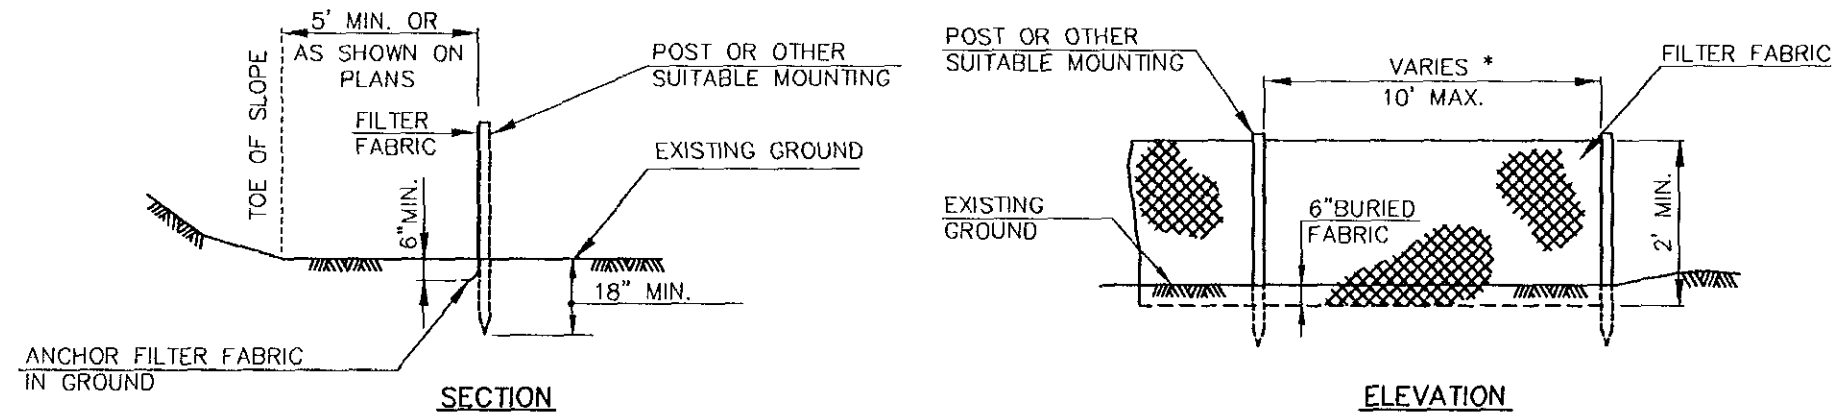 5' MIN. OR
AS SHOWN ON
PLANS
TOE OF SLOPE
FILTER
FABRIC
POST OR OTHER
SUITABLE MOUNTING
EXISTING GROUND
6"MIN.
18" MIN.
ANCHOR FILTER FABRIC
IN GROUND
SECTION
POST OR OTHER
SUITABLE MOUNTING
VARIES *
10' MAX.
FILTER FABRIC
EXISTING
GROUND
6"BURIED
FABRIC
2' MIN.
ELEVATION